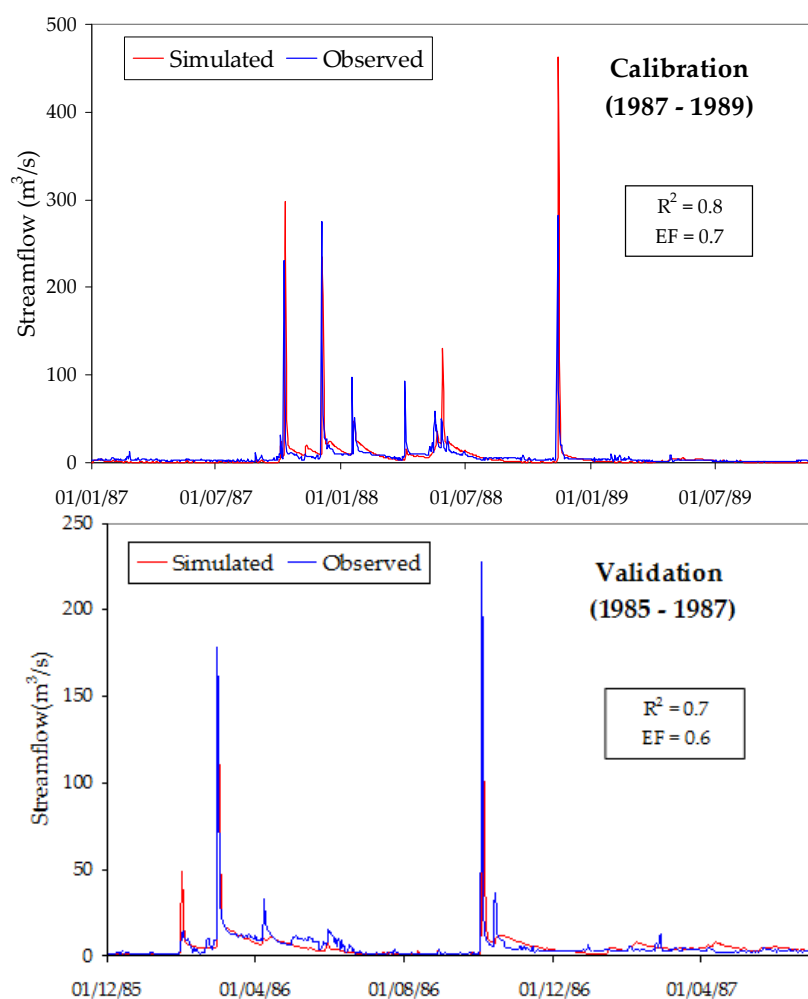 500
Simulated
Observed
Calibration
(1987 - 1989)
400
R² = 0.8
EF = 0.7
300
Streamflow (m³/s)
200
100
0
01/01/87
01/07/87
01/01/88
01/07/88
01/01/89
01/07/89
250
Simulated
Observed
Validation
(1985 - 1987)
200
R² = 0.7
EF = 0.6
150
Streamflow(m³/s)
100
50
0
01/12/85
01/04/86
01/08/86
01/12/86
01/04/87